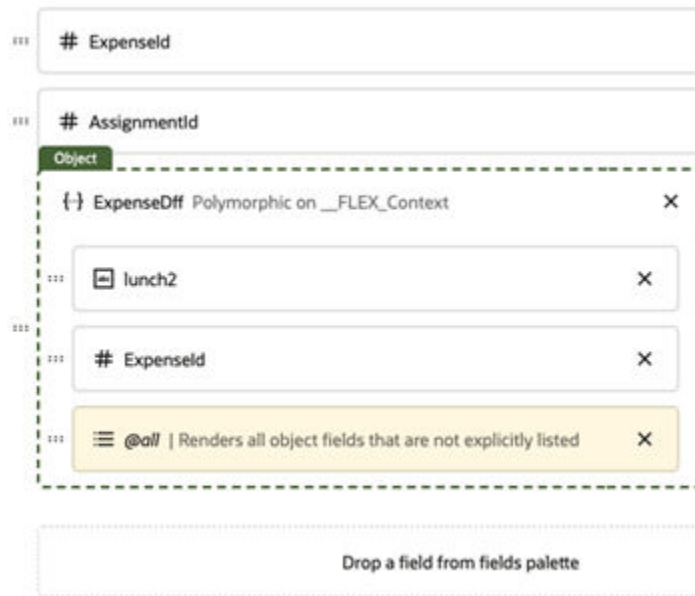 # ExpenseId
# AssignmentId
Object
{·} ExpenseDff Polymorphic on __FLEX_Context
abc lunch2
# ExpenseId
@all | Renders all object fields that are not explicitly listed
Drop a field from fields palette